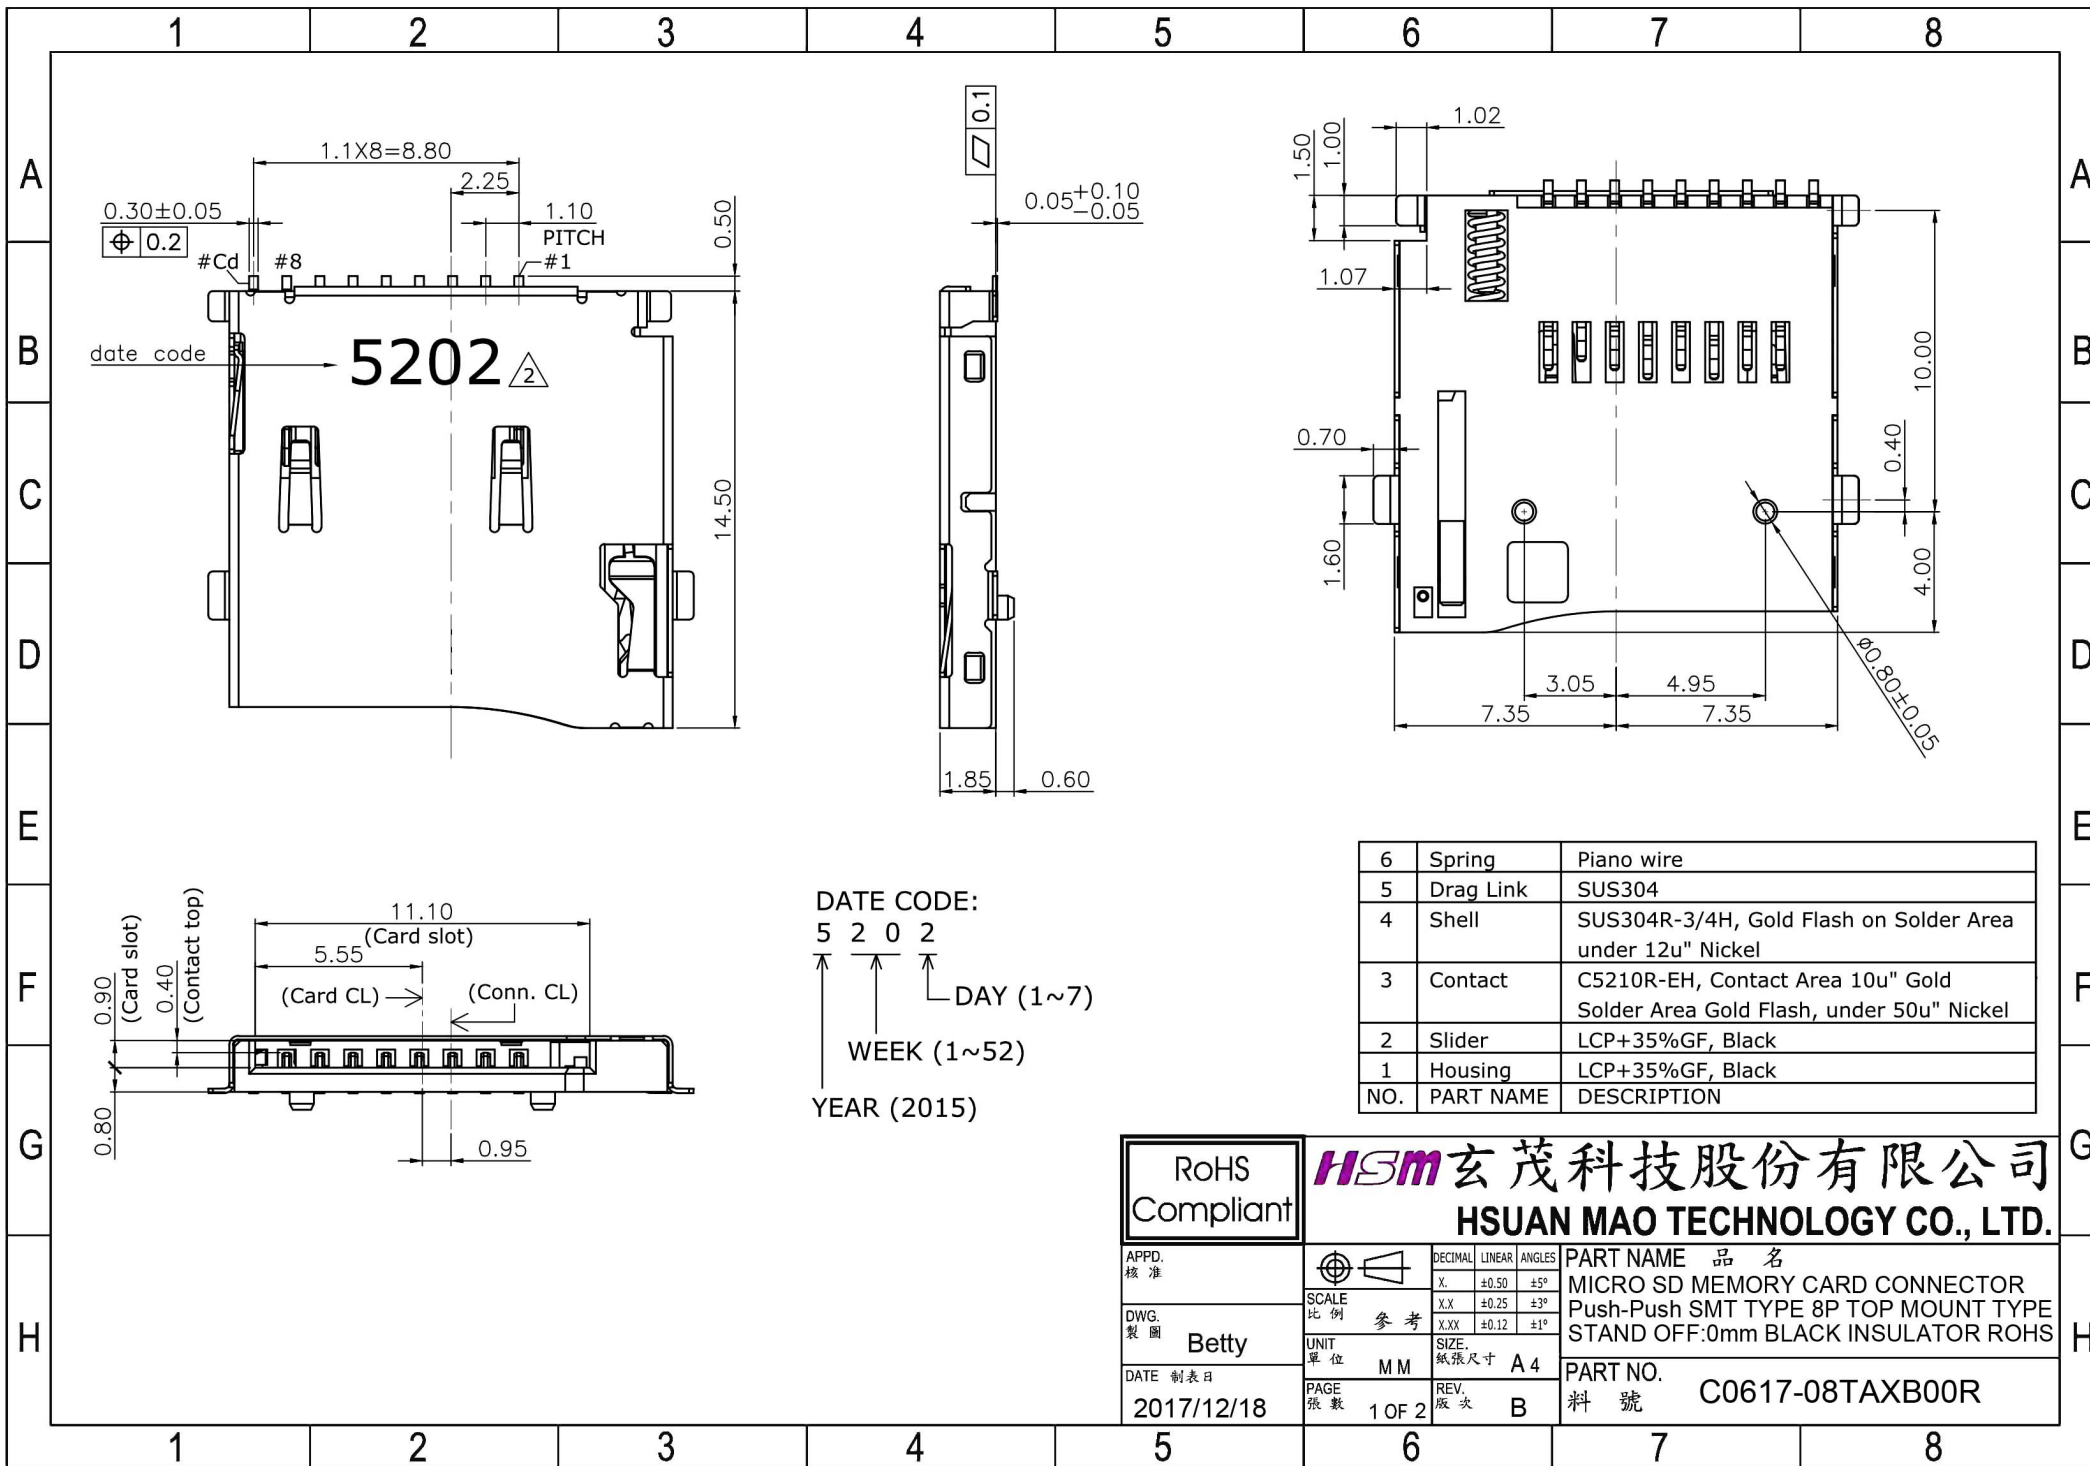 1 2 3 4 5 6 7 8
A
B
C
D
E
F
G
H
A
B
C
D
E
F
G
H
1.1X8=8.80
2.25
0.30±0.05
0.2
1.10
PITCH
0.50
#Cd
#8
#1
date code
5202
2
14.50
0.1
0.05+0.10
-0.05
1.85
0.60
1.02
1.50
1.00
1.07
10.00
0.70
0.40
1.60
4.00
3.05
4.95
ø0.80±0.05
7.35
7.35
11.10
(Card slot)
5.55
(Card CL)
(Conn. CL)
0.90
(Card slot)
0.40
(Contact top)
0.80
0.95
DATE CODE:
5 2 0 2
DAY (1~7)
WEEK (1~52)
YEAR (2015)
6 Spring Piano wire
5 Drag Link SUS304
4 Shell SUS304R-3/4H, Gold Flash on Solder Area
under 12u" Nickel
3 Contact C5210R-EH, Contact Area 10u" Gold
Solder Area Gold Flash, under 50u" Nickel
2 Slider LCP+35%GF, Black
1 Housing LCP+35%GF, Black
NO. PART NAME DESCRIPTION
RoHS
Compliant
HSM 玄茂科技股份有限公司
HSUAN MAO TECHNOLOGY CO., LTD.
APPD.
核 准
DWG.
製 圖
Betty
DATE 制表日
2017/12/18
SCALE
比 例
參 考
UNIT
單 位
MM
PAGE
張 數
1 OF 2
DECIMAL LINEAR ANGLES
X. ±0.50 ±5°
X.X ±0.25 ±3°
X.XX ±0.12 ±1°
SIZE.
紙張尺寸
A 4
REV.
版 次
B
PART NAME 品 名
MICRO SD MEMORY CARD CONNECTOR
Push-Push SMT TYPE 8P TOP MOUNT TYPE
STAND OFF:0mm BLACK INSULATOR ROHS
PART NO.
料 號
C0617-08TAXB00R
1 2 3 4 5 6 7 8